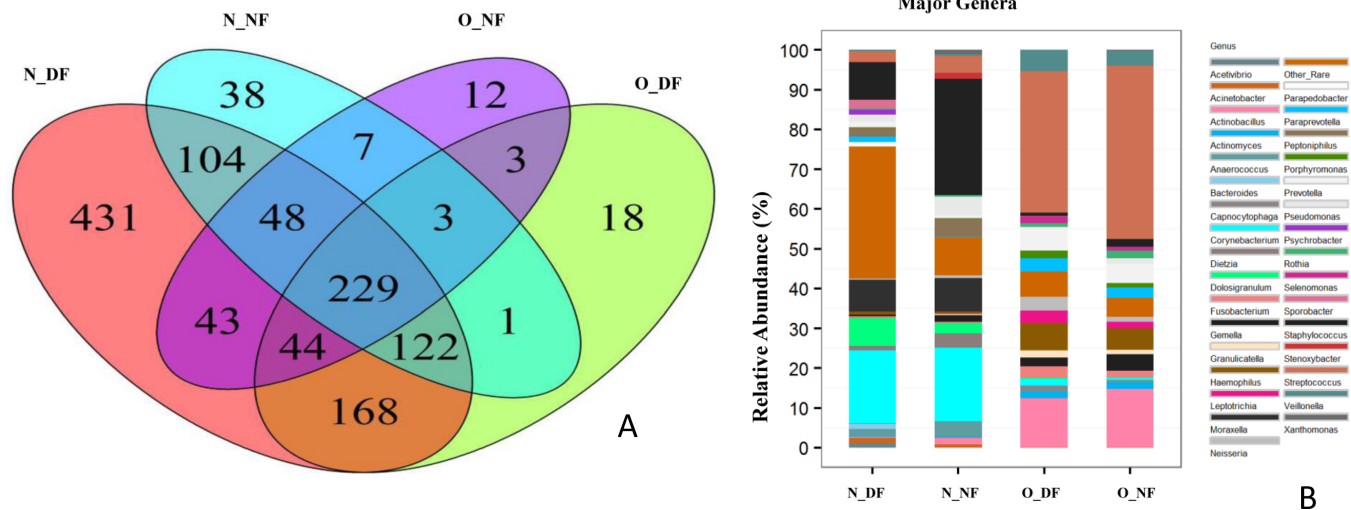 N_NF
O_NF
N_DF
O_DF
38
12
7
104
3
431
48
3
18
229
43
1
44
122
168
A
Major Genera
Relative Abundance (%)
100
90
80
70
60
50
40
30
20
10
0
N_DF
N_NF
O_DF
O_NF
Genus
Acetivibrio Other_Rare
Acinetobacter Parapedobacter
Actinobacillus Paraprevotella
Actinomyces Peptoniphilus
Anaerococcus Porphyromonas
Bacteroides Prevotella
Capnocytophaga Pseudomonas
Corynebacterium Psychrobacter
Dietzia Rothia
Dolosigranulum Selenomonas
Fusobacterium Sporobacter
Gemella Staphylococcus
Granulicatella Stenoxybacter
Haemophilus Streptococcus
Leptotrichia Veillonella
Moraxella Xanthomonas
Neisseria
B